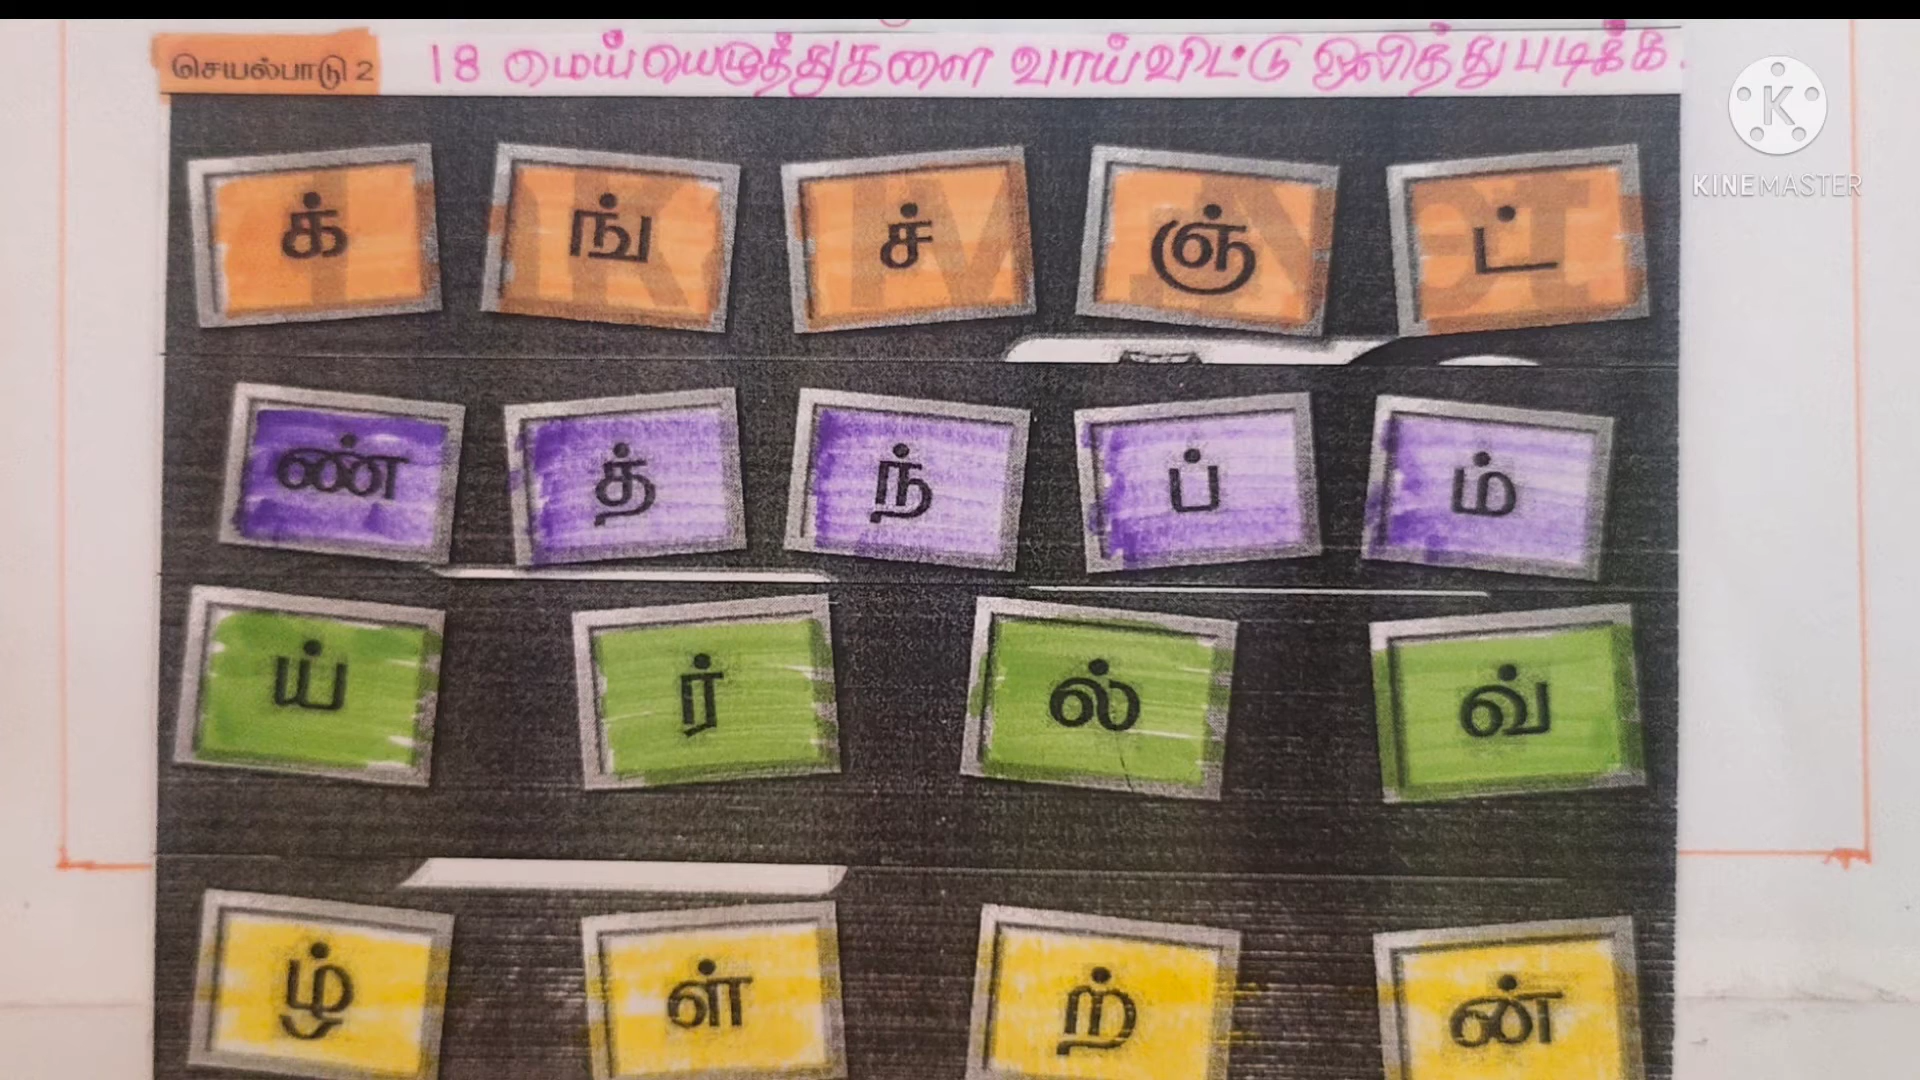 செயல்பாடு 2 18 மெய்யெழுத்துகளை வாய்விட்டு ஒலித்து படிக்க.
KINEMASTER
க் ங் ச் ஞ் ட்
ண் த் ந் ப் ம்
ய் ர் ல் வ்
ழ் ள் ற் ன்